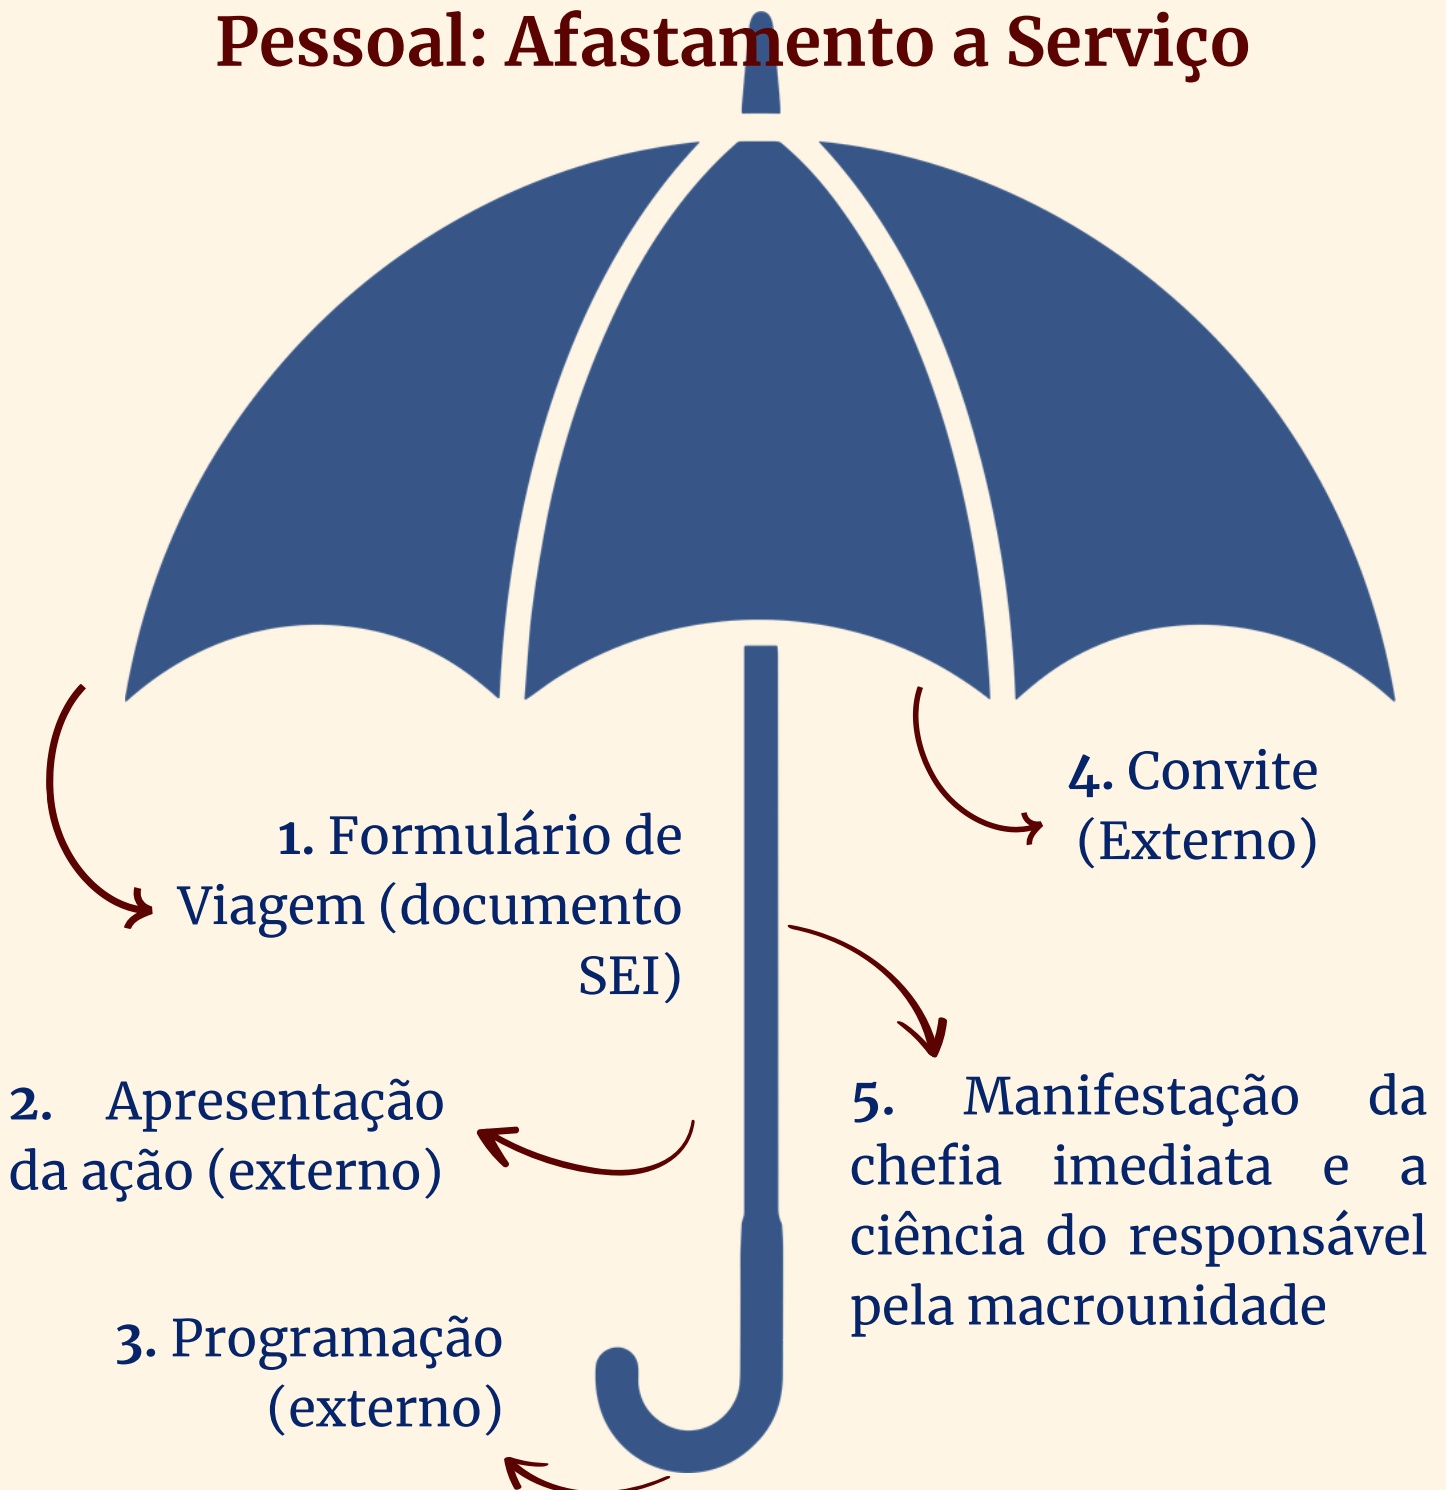 Pessoal: Afastamento a Serviço
1. Formulário de
Viagem (documento
SEI)
2. Apresentação
da ação (externo)
3. Programação
(externo)
4. Convite
(Externo)
5. Manifestação da
chefia imediata e a
ciência do responsável
pela macrounidade